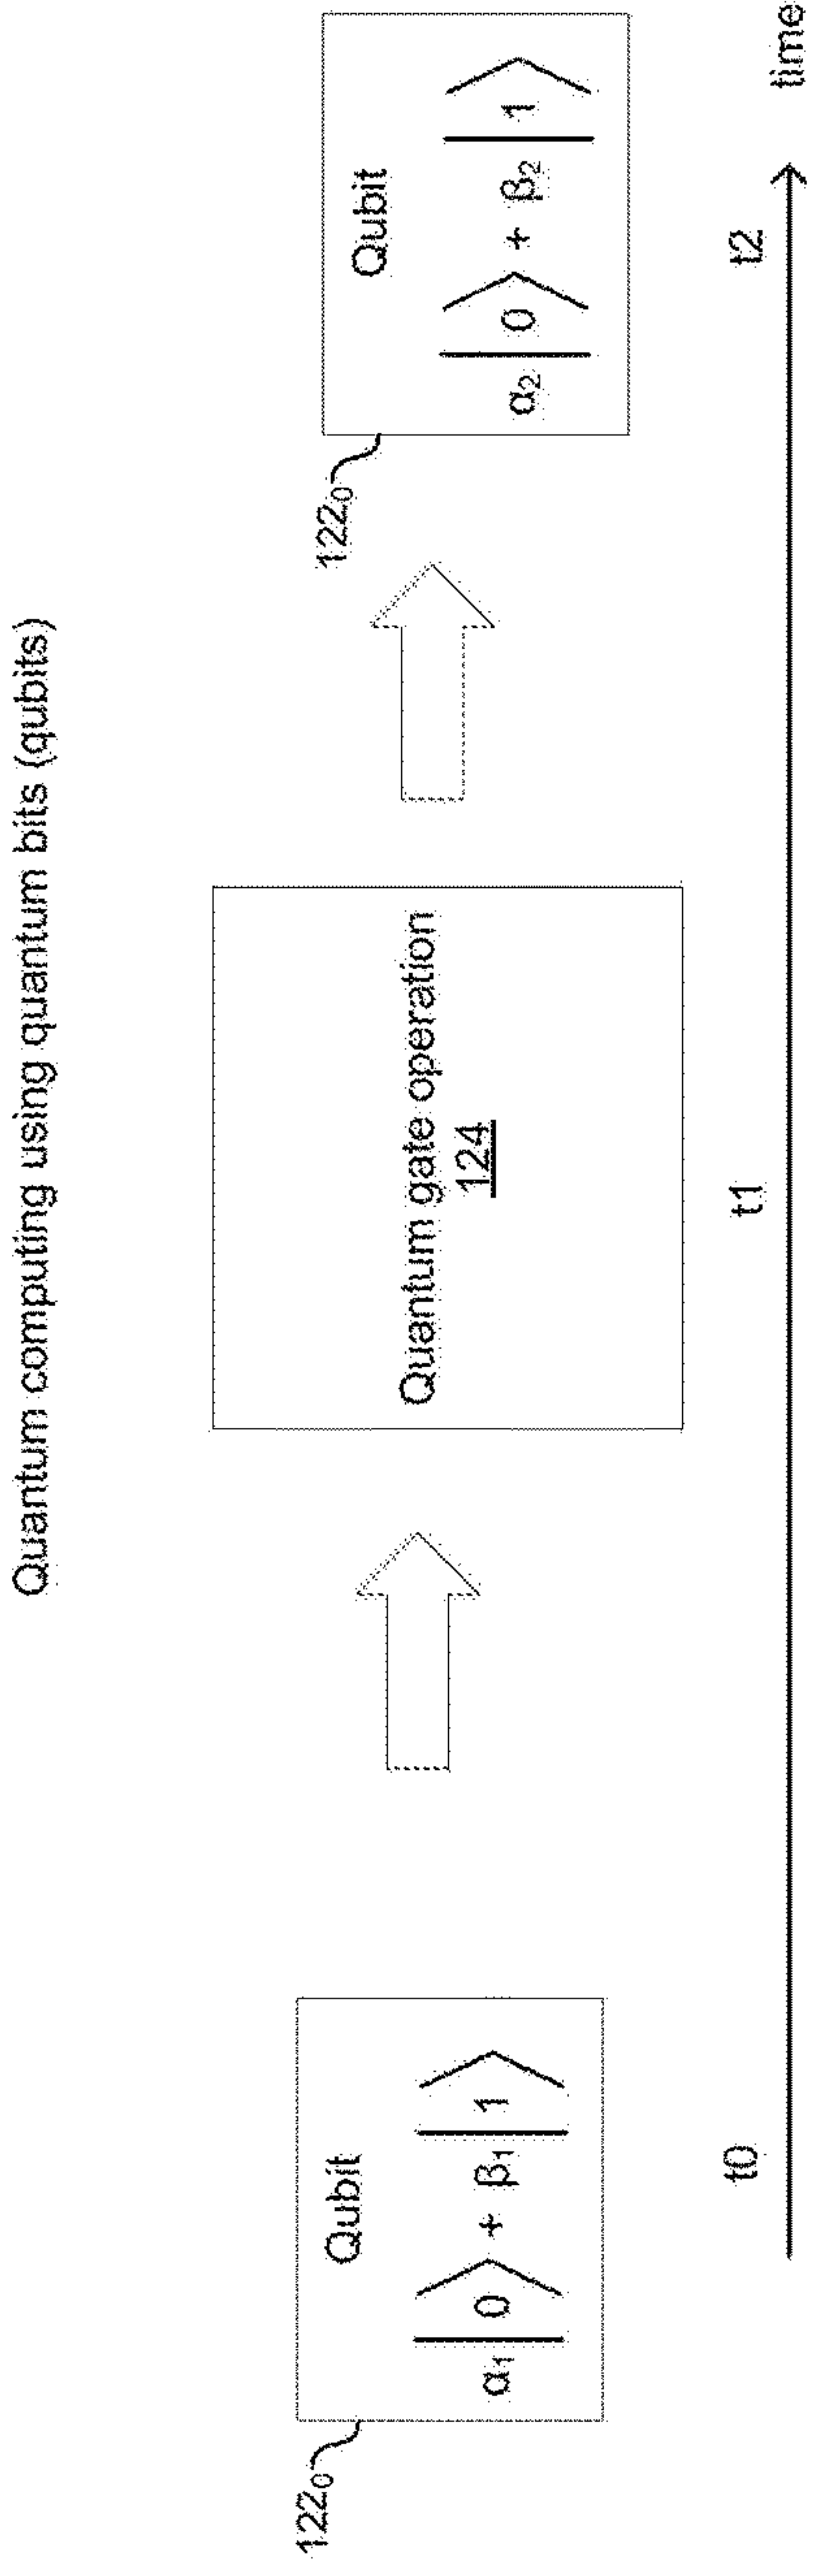 Quantum computing using quantum bits (qubits)
122₀
Qubit
α₁|0⟩ + β₁|1⟩
Quantum gate operation
124
122₀
Qubit
α₂|0⟩ + β₂|1⟩
t0
t1
t2
time